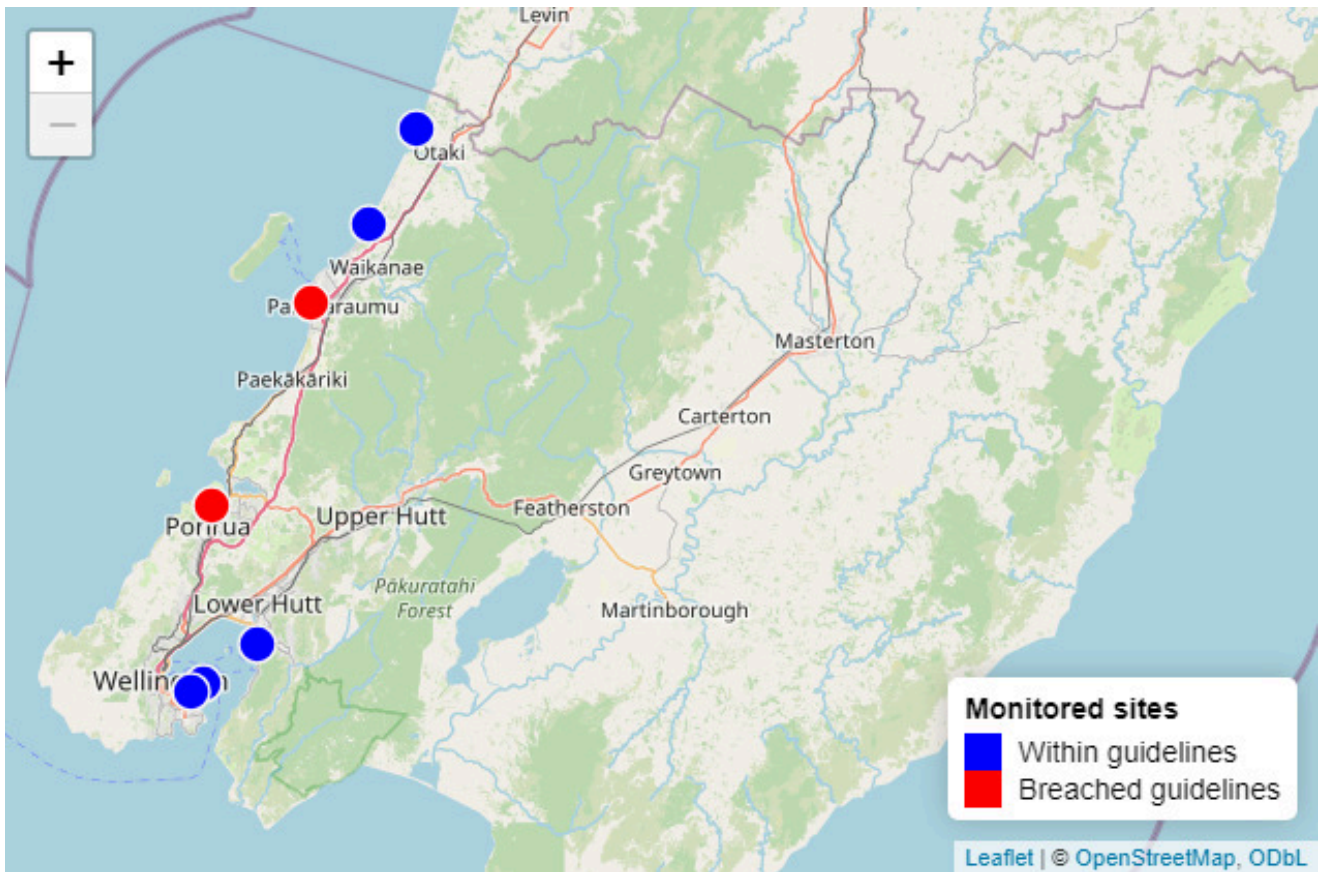 Levin
+
−
Otaki
Waikanae
Masterton
Paekākāriki
Carterton
Greytown
Featherston
Upper Hutt
Pākuratahi
Forest
Lower Hutt
Martinborough
Monitored sites
Within guidelines
Breached guidelines
Leaflet | © OpenStreetMap, ODbL